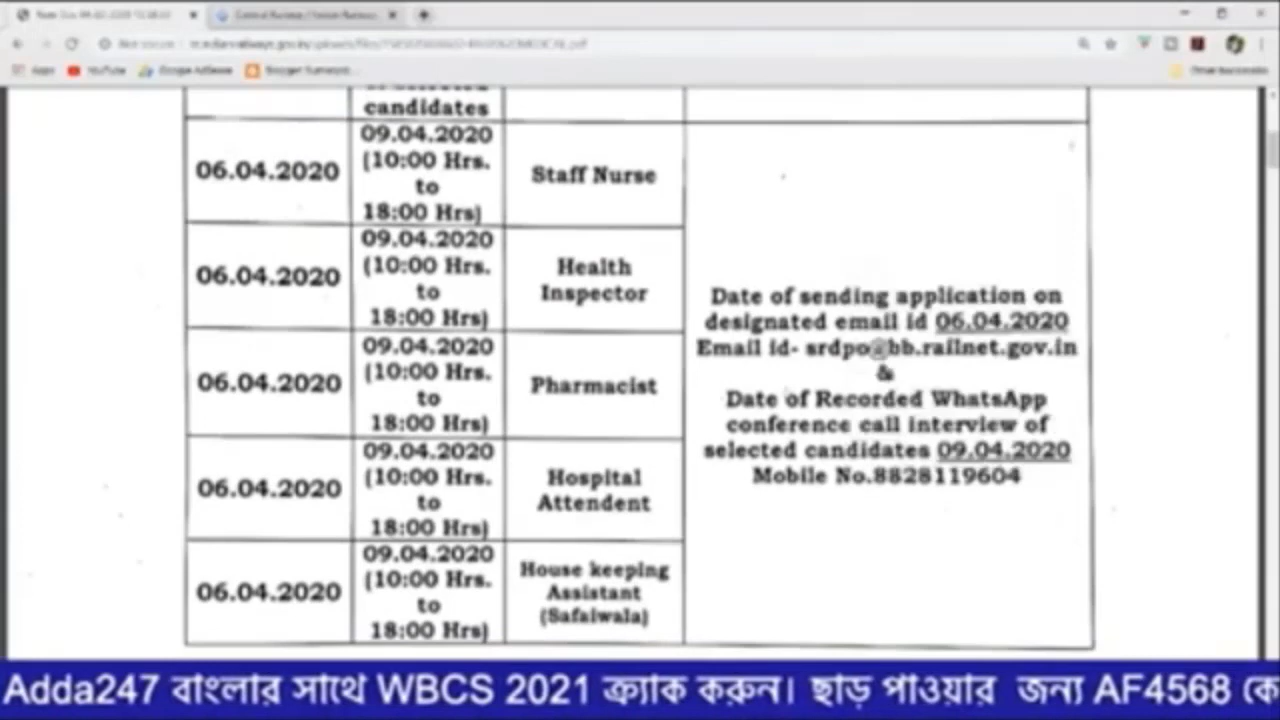 Apps
YouTube
Google AdSense
candidates
06.04.2020
09.04.2020
(10:00 Hrs.
to
18:00 Hrs)
Staff Nurse
06.04.2020
09.04.2020
(10:00 Hrs.
to
18:00 Hrs)
Health
Inspector
06.04.2020
09.04.2020
(10:00 Hrs.
to
18:00 Hrs)
Pharmacist
06.04.2020
09.04.2020
(10:00 Hrs.
to
18:00 Hrs)
Hospital
Attendent
06.04.2020
09.04.2020
(10:00 Hrs.
to
18:00 Hrs)
House keeping
Assistant
(Safaiwala)
Date of sending application on
designated email id 06.04.2020
Email id- srdpo@bb.railnet.gov.in
&
Date of Recorded WhatsApp
conference call interview of
selected candidates 09.04.2020
Mobile No.8828119604
Adda247 বাংলার সাথে WBCS 2021 ক্র্যাক করুন। ছাড় পাওয়ার জন্য AF4568 কো